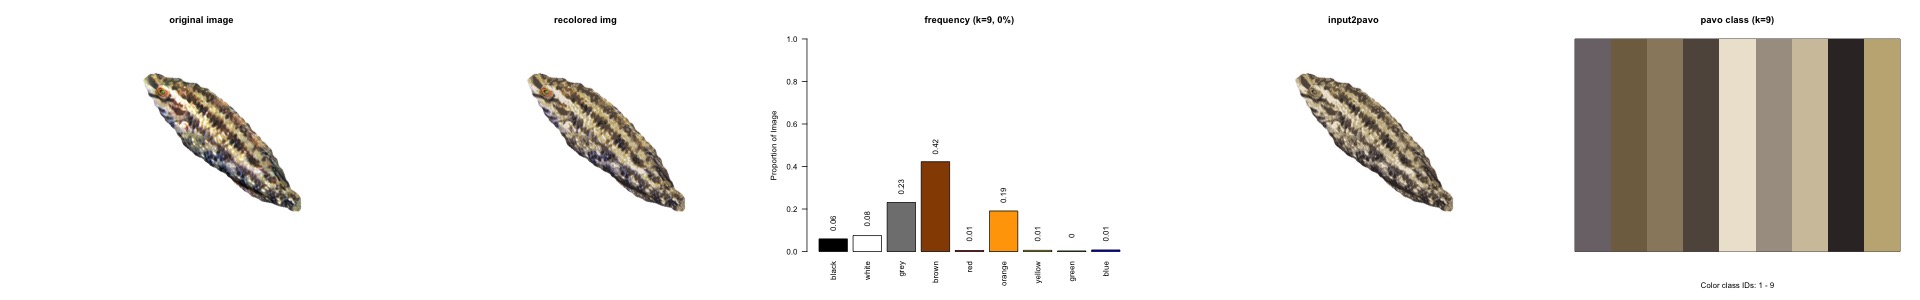 original image
recolored img
frequency (k=9, 0%)
input2pavo
pavo class (k=9)
Proportion of Image
1.0
0.8
0.6
0.4
0.2
0.0
0.06
0.08
0.23
0.42
0.01
0.19
0.01
0
0.01
black
white
grey
brown
red
orange
yellow
green
blue
Color class IDs: 1 - 9